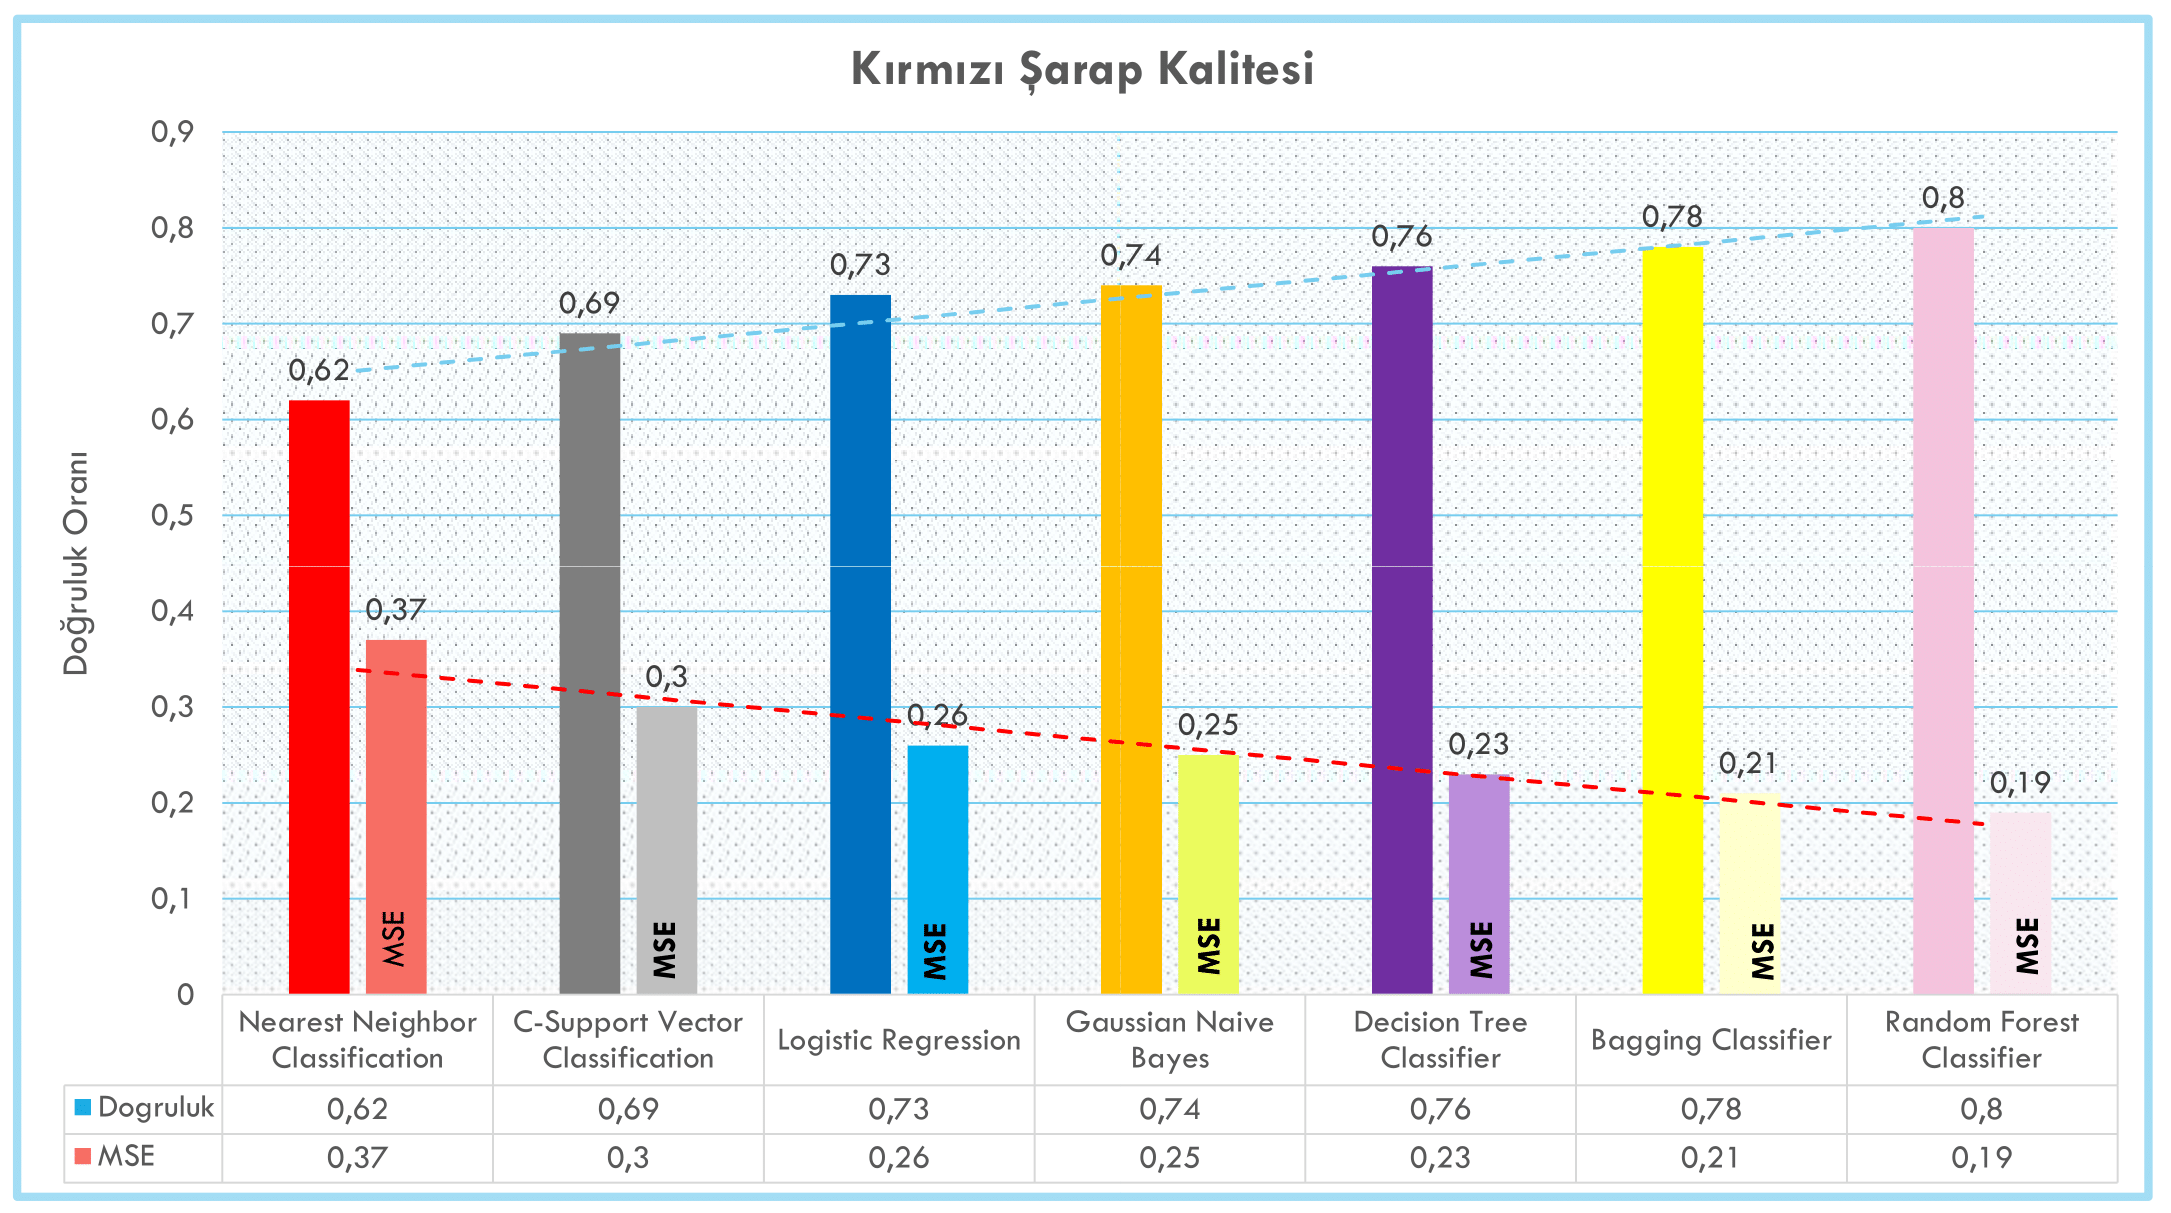 Kırmızı Şarap Kalitesi
Doğruluk Oranı
0,9
0,8
0,7
0,6
0,5
0,4
0,3
0,2
0,1
0
0,62
0,37
0,69
0,3
0,73
0,26
0,74
0,25
0,76
0,23
0,78
0,21
0,8
0,19
MSE
MSE
MSE
MSE
MSE
MSE
MSE
Nearest Neighbor
Classification
C-Support Vector
Classification
Logistic Regression
Gaussian Naive
Bayes
Decision Tree
Classifier
Bagging Classifier
Random Forest
Classifier
Dogruluk 0,62 0,69 0,73 0,74 0,76 0,78 0,8
MSE 0,37 0,3 0,26 0,25 0,23 0,21 0,19